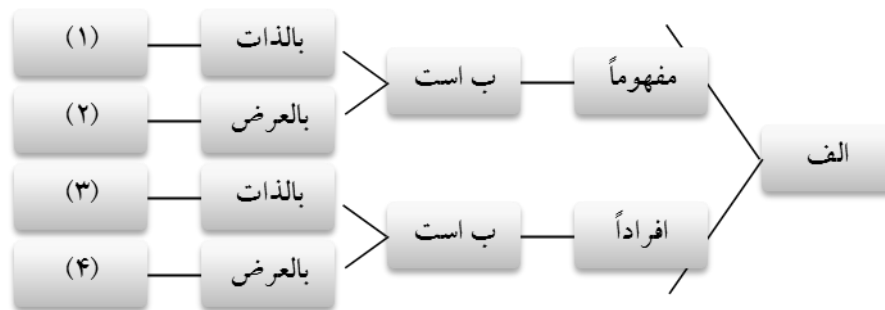 (۱) بالذات
مفهوماً ب است
(۲) بالعرض
الف
(۳) بالذات
افراداً ب است
(۴) بالعرض